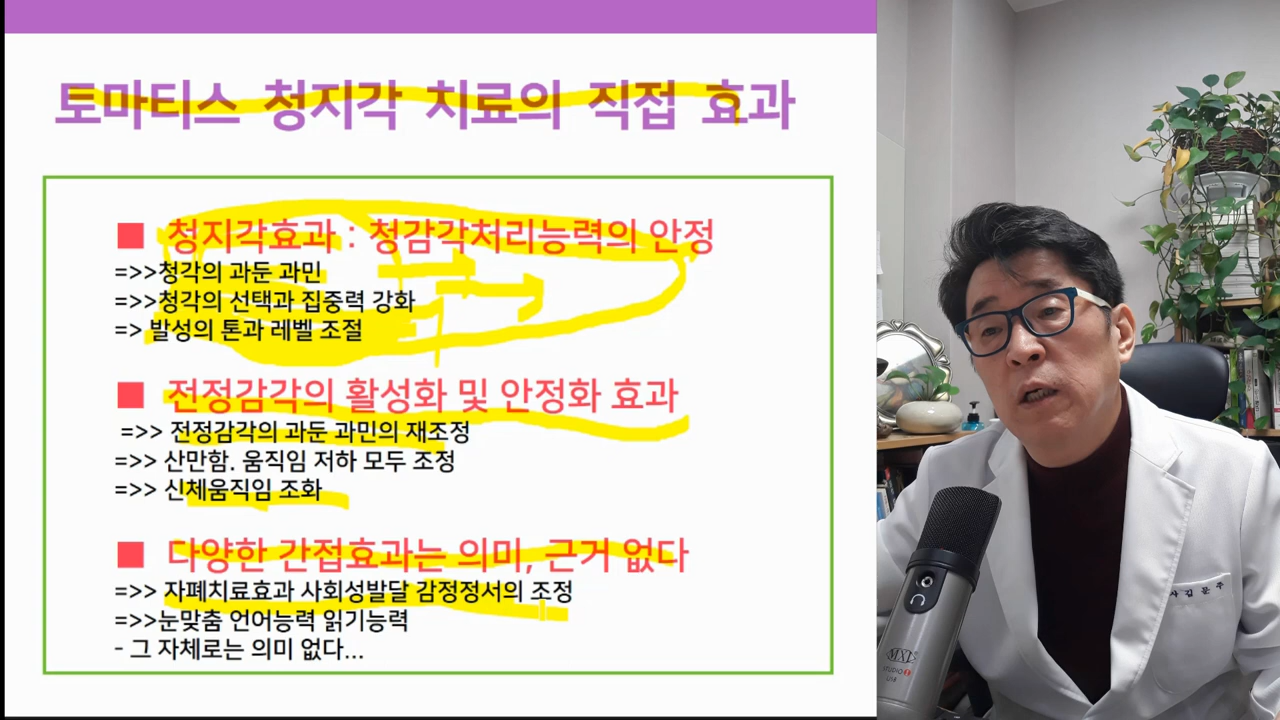 토마티스 청지각 치료의 직접 효과
■ 청지각효과 : 청감각처리능력의 안정
=>>청각의 과둔 과민
=>>청각의 선택과 집중력 강화
=> 발성의 톤과 레벨 조절
■ 전정감각의 활성화 및 안정화 효과
=>> 전정감각의 과둔 과민의 재조정
=>> 산만함. 움직임 저하 모두 조정
=>> 신체움직임 조화
■ 다양한 간접효과는 의미, 근거 없다
=>> 자폐치료효과 사회성발달 감정정서의 조정
=>>눈맞춤 언어능력 읽기능력
- 그 자체로는 의미 없다...
사 김 문 주
MXL®
STUDIO 1
USB